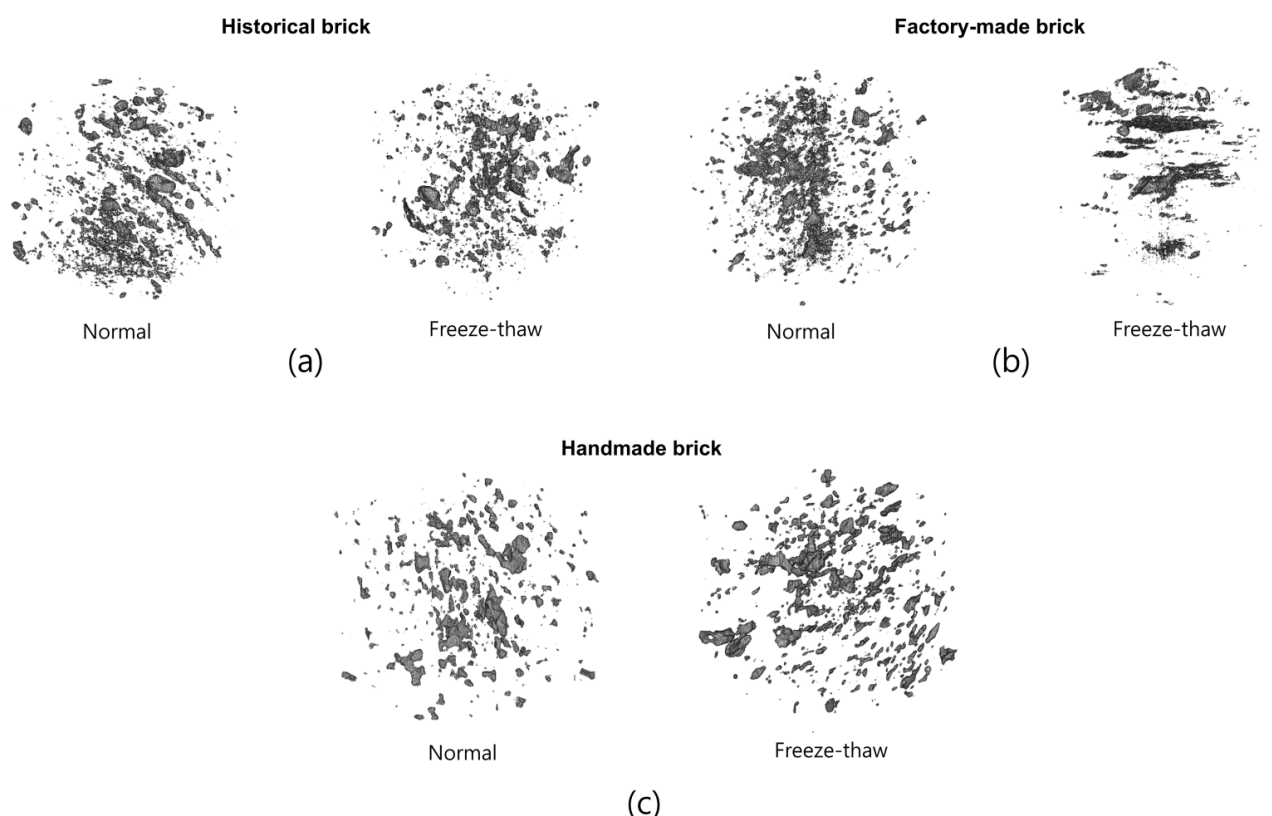 Historical brick
Factory-made brick
Normal
Freeze-thaw
(a)
Normal
Freeze-thaw
(b)
Handmade brick
Normal
Freeze-thaw
(c)